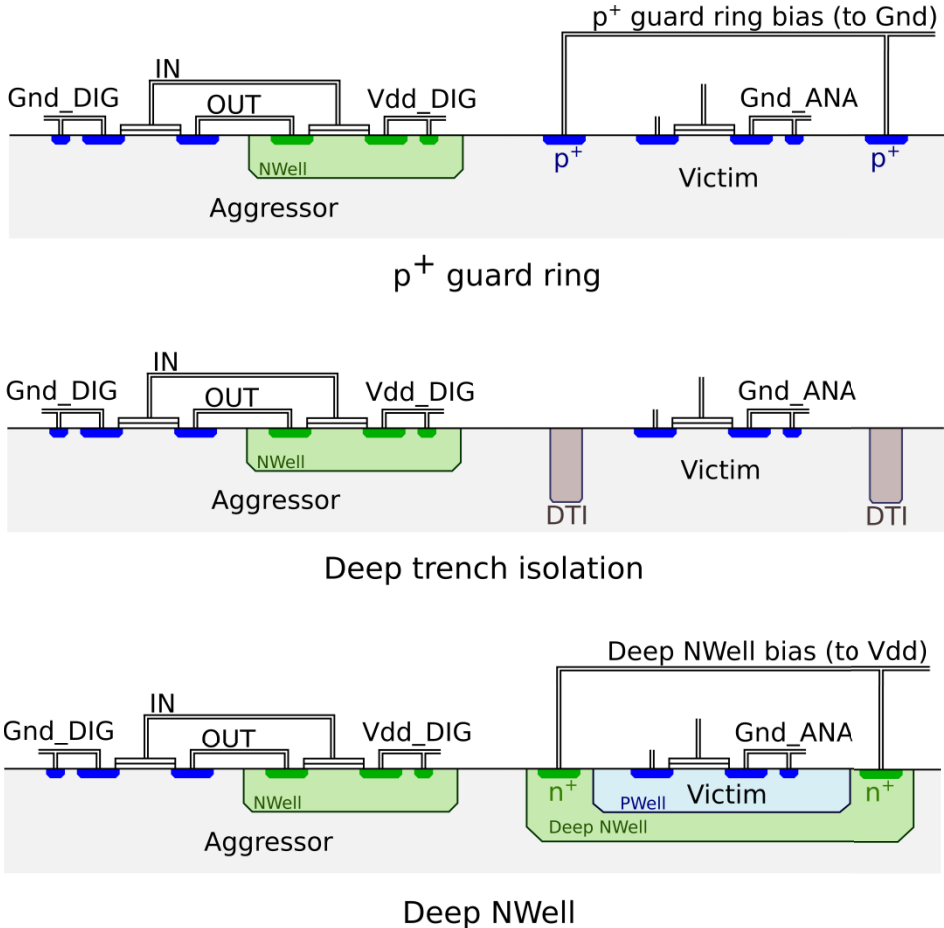 p⁺ guard ring bias (to Gnd)
IN
Gnd_DIG
OUT
Vdd_DIG
Gnd_ANA
NWell
p⁺
Victim
p⁺
Aggressor
p⁺ guard ring
IN
Gnd_DIG
OUT
Vdd_DIG
Gnd_ANA
NWell
Aggressor
Victim
DTI
DTI
Deep trench isolation
Deep NWell bias (to Vdd)
IN
Gnd_DIG
OUT
Vdd_DIG
Gnd_ANA
NWell
n⁺
PWell
Victim
n⁺
Deep NWell
Aggressor
Deep NWell